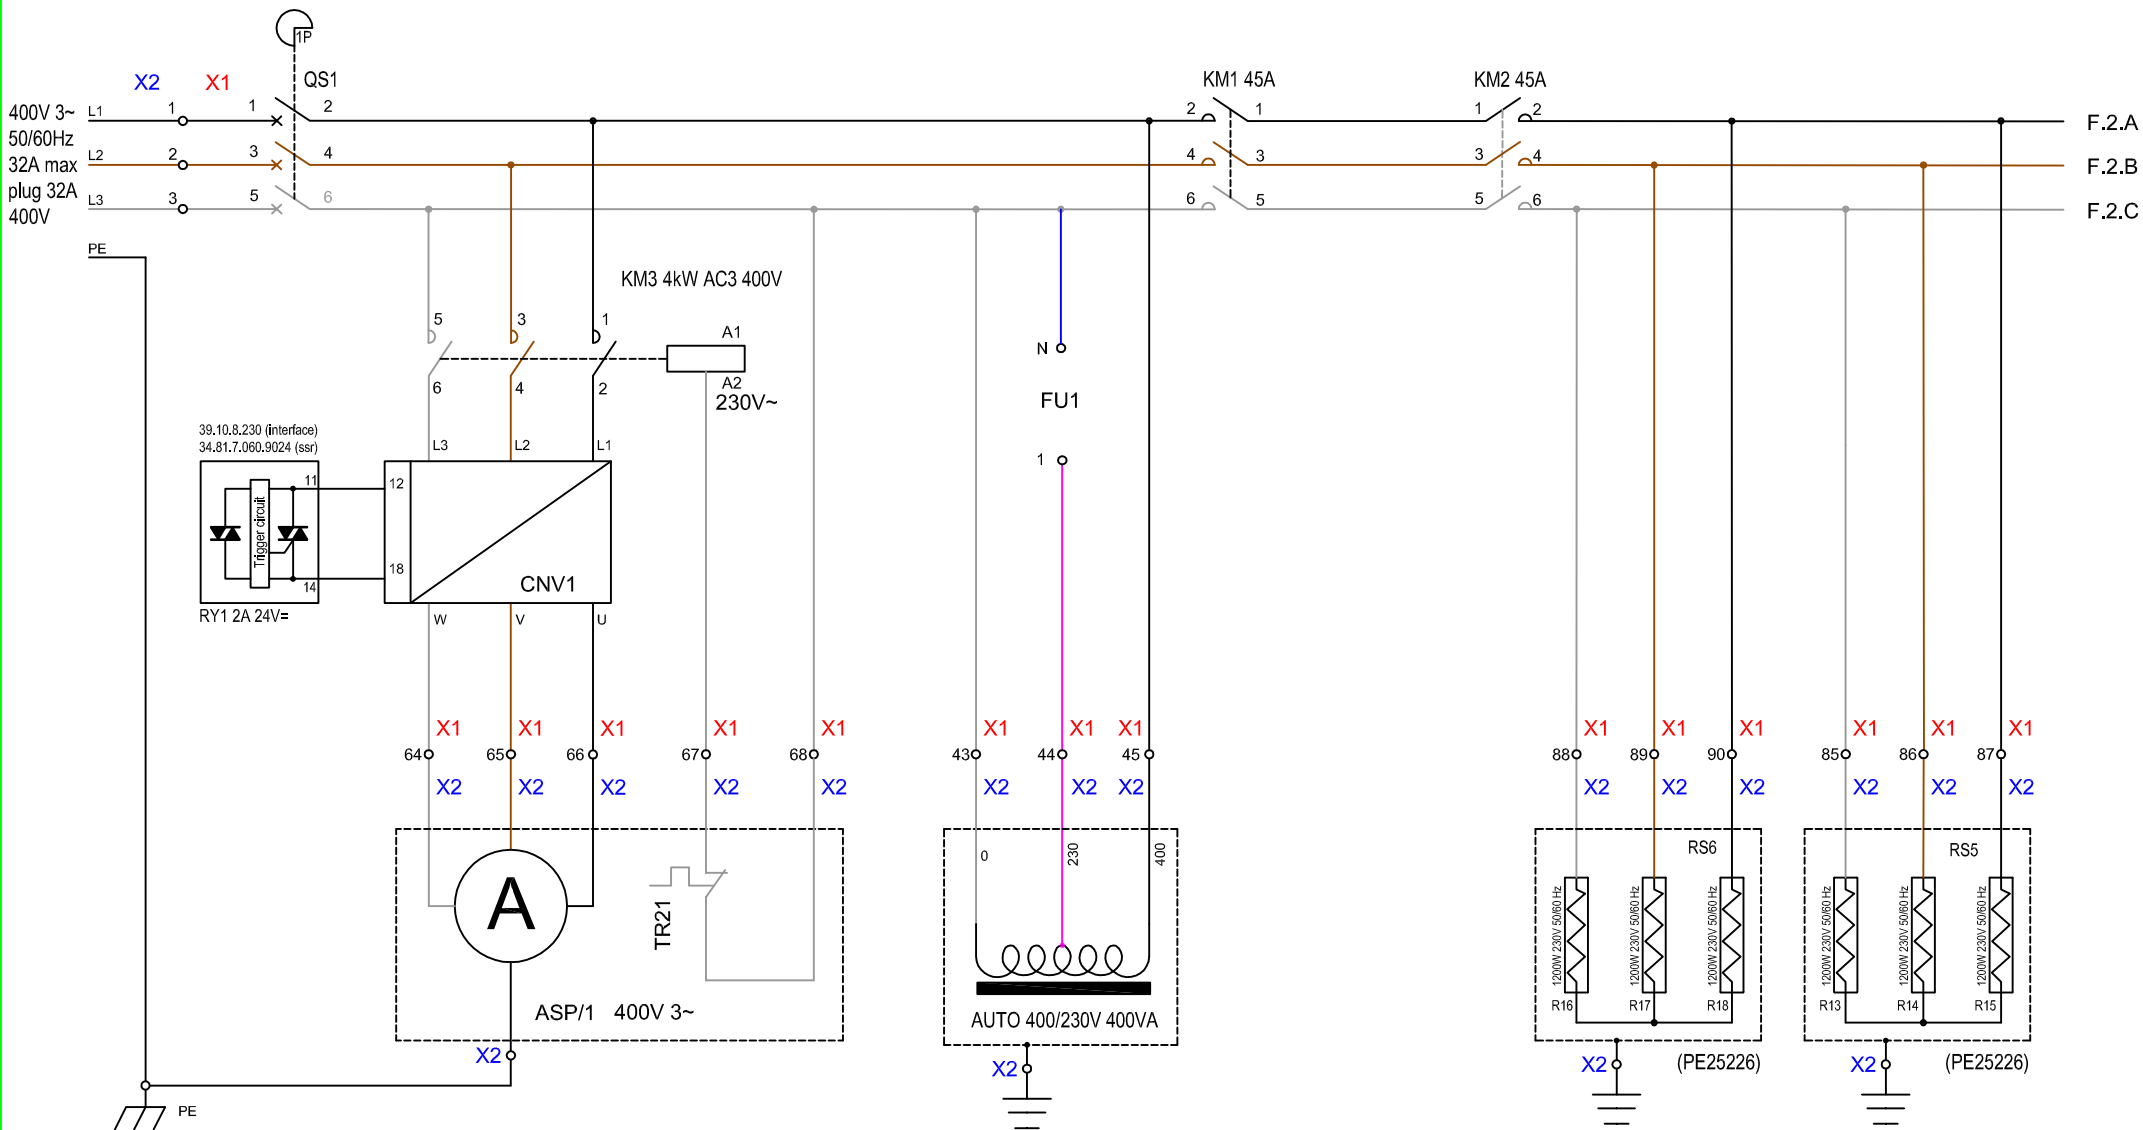 1P
QS1
X2 X1
KM1 45A
KM2 45A
400V 3~
50/60Hz
32A max
plug 32A
400V
L1 1 1 2
L2 2 3 4
L3 3 5 6
PE
2 1 1 2
4 3 3 4
6 5 5 6
F.2.A
F.2.B
F.2.C
KM3 4kW AC3 400V
5 3 1
6 4 2
A1
A2
230V~
N
FU1
1
39.10.8.230 (interface)
34.81.7.060.9024 (ssr)
L3 L2 L1
11
Trigger circuit
14
12
18
CNV1
RY1 2A 24V=
W V U
X1 X1 X1 X1 X1 X1 X1 X1 X1 X1 X1 X1 X1 X1
64 65 66 67 68 43 44 45 88 89 90 85 86 87
X2 X2 X2 X2 X2 X2 X2 X2 X2 X2 X2 X2 X2 X2
A
TR21
ASP/1 400V 3~
X2
0 230 400
AUTO 400/230V 400VA
X2
RS6
1200W 230V 50/60 Hz
1200W 230V 50/60 Hz
1200W 230V 50/60 Hz
R16 R17 R18
X2
(PE25226)
RS5
1200W 230V 50/60 Hz
1200W 230V 50/60 Hz
1200W 230V 50/60 Hz
R13 R14 R15
X2
(PE25226)
PE